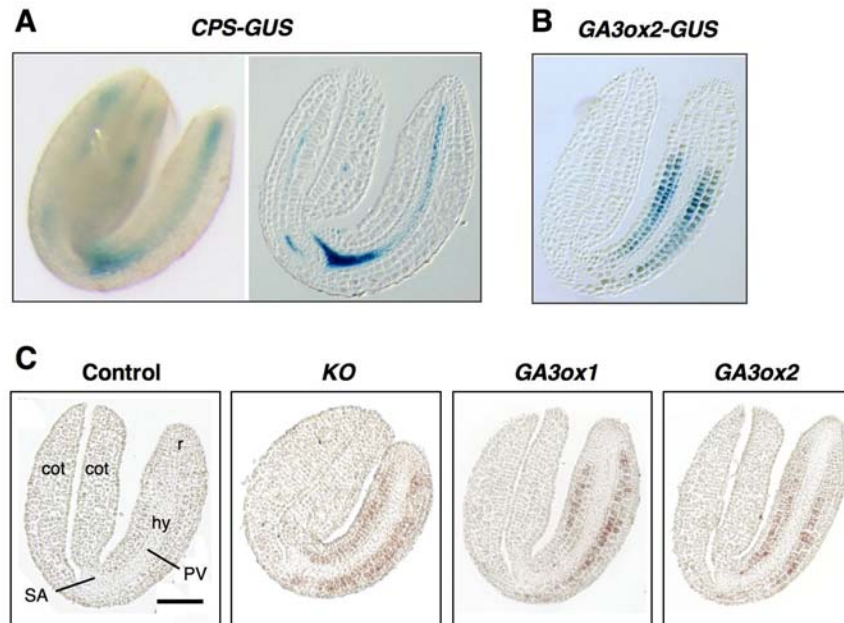 A
CPS-GUS
B
GA3ox2-GUS
C
Control
KO
GA3ox1
GA3ox2
cot
cot
r
hy
PV
SA